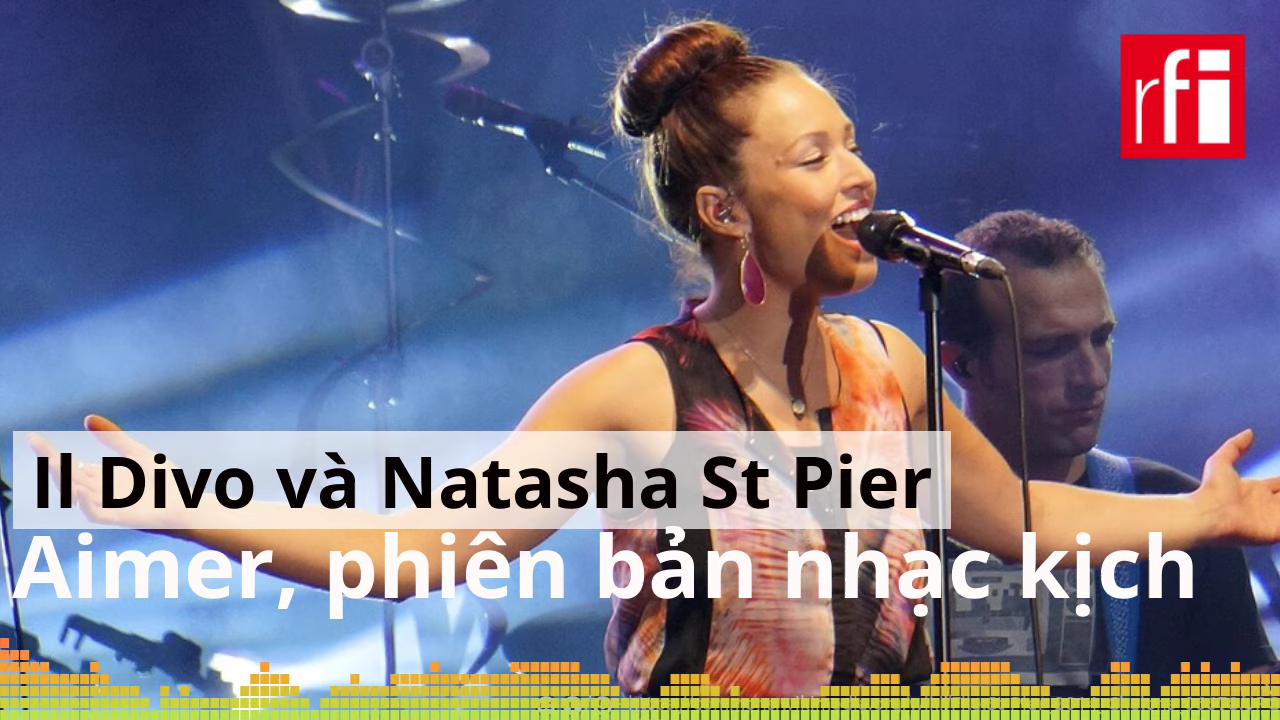 rfi
Il Divo và Natasha St Pier
Aimer, phiên bản nhạc kịch